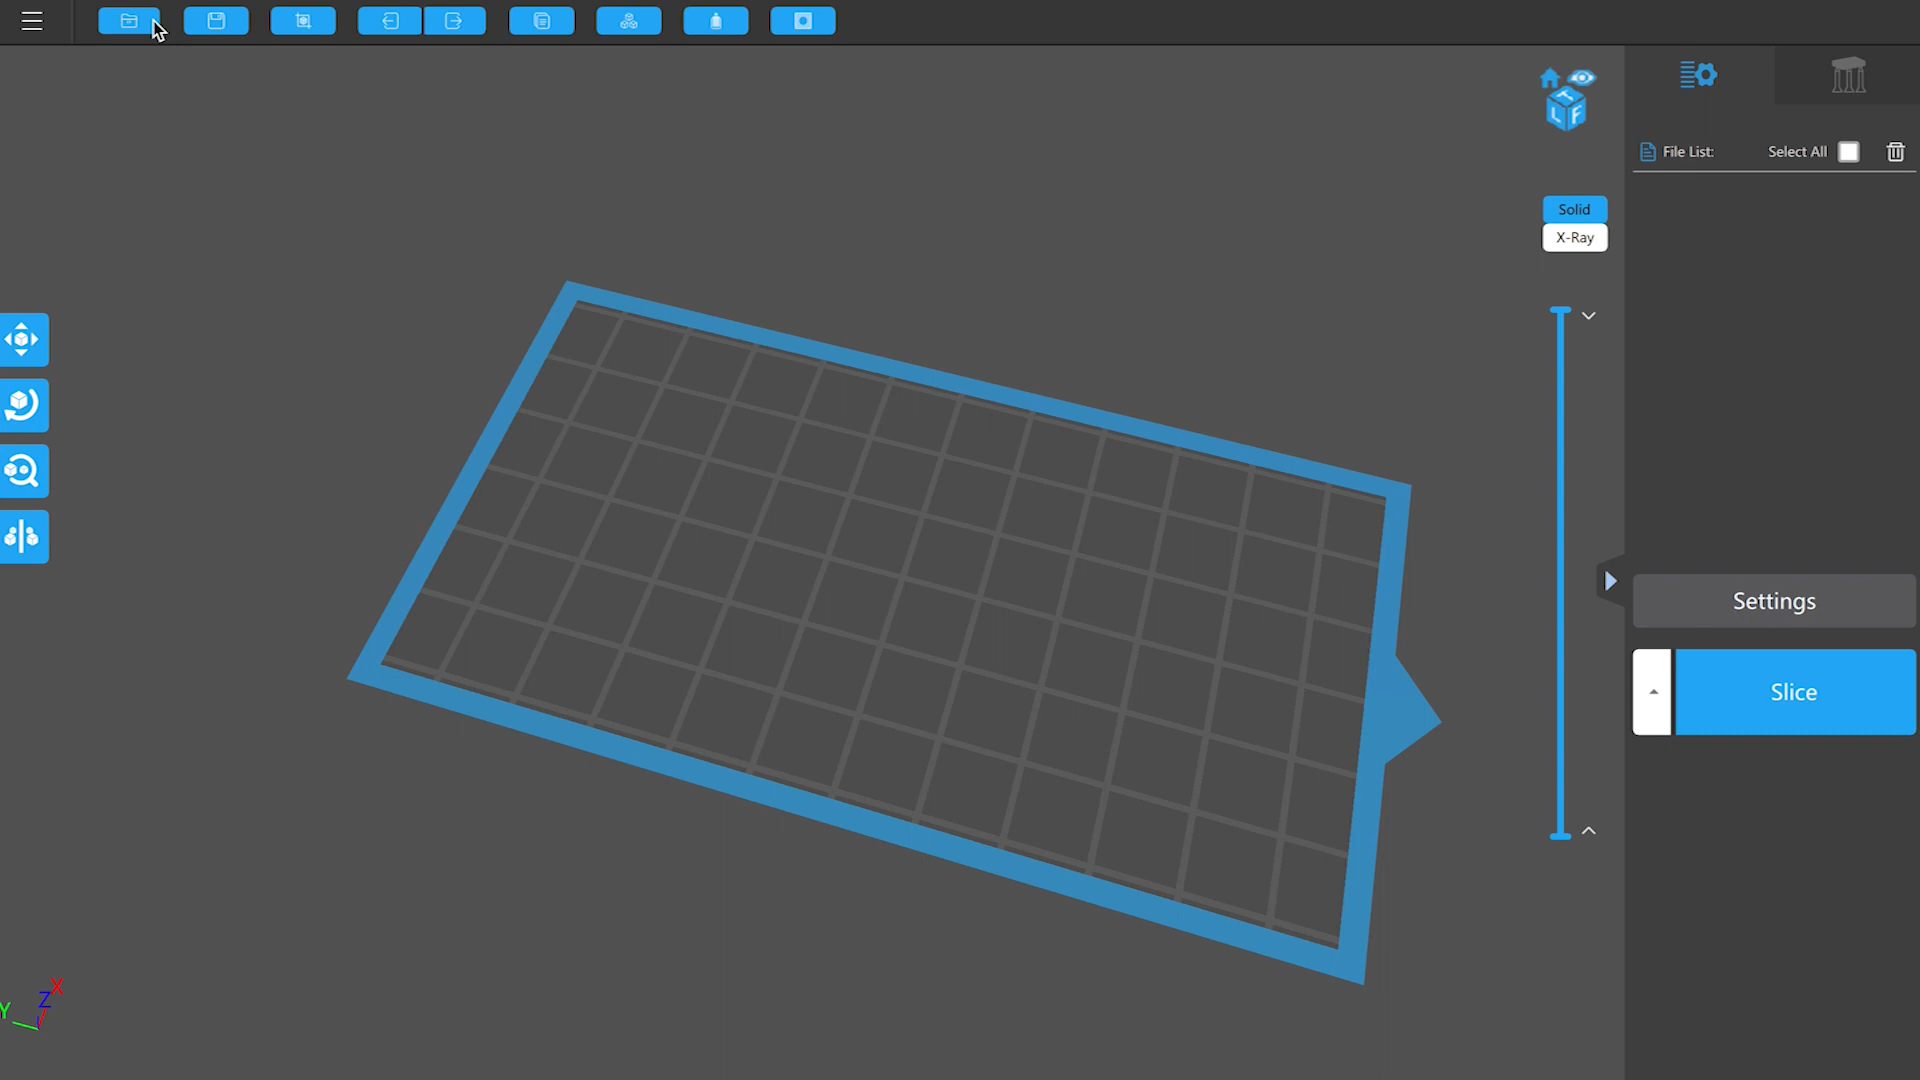 T
L F
File List: Select All
Solid
X-Ray
Settings
Slice
X
Z
Y